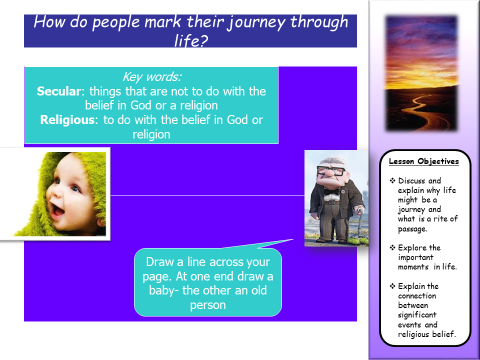 How do people mark their journey through
life?
Key words:
Secular: things that are not to do with the
belief in God or a religion
Religious: to do with the belief in God or
religion
Draw a line across your
page. At one end draw a
baby- the other an old
person
Lesson Objectives
❖ Discuss and
explain why life
might be a
journey and
what is a rite of
passage.
❖ Explore the
important
moments in life.
❖ Explain the
connection
between
significant
events and
religious belief.